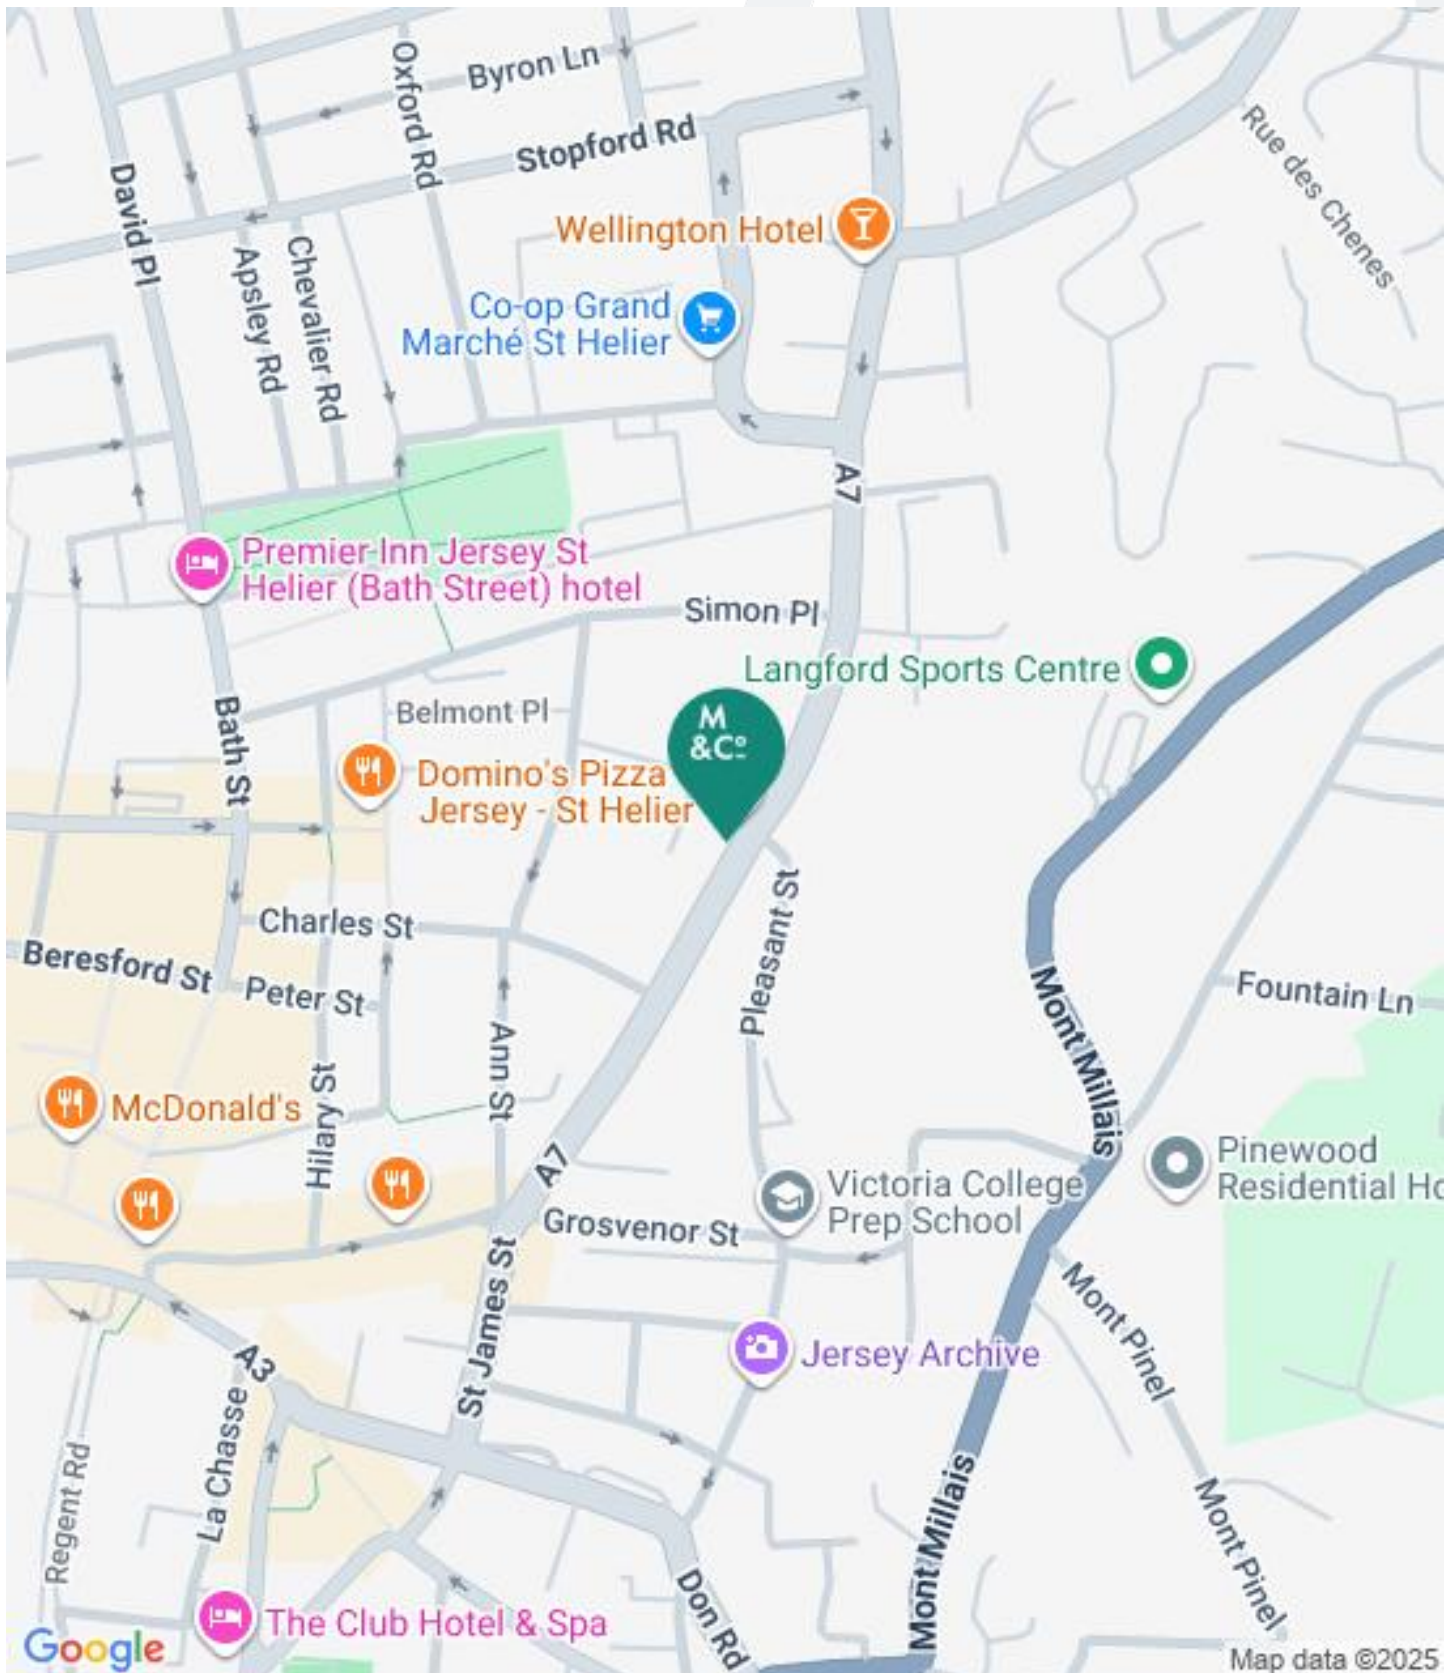 Byron Ln
Oxford Rd
Stopford Rd
Rue des Chenes
David Pl
Wellington Hotel
Apsley Rd
Chevalier Rd
Co-op Grand
Marché St Helier
A7
Premier Inn Jersey St
Helier (Bath Street) hotel
Simon Pl
Langford Sports Centre
Bath St
Belmont Pl
M
&Cº
Domino's Pizza
Jersey - St Helier
Pleasant St
Charles St
Beresford St
Peter St
Fountain Ln
Mont Millais
Ann St
Hilary St
McDonald's
A7
Victoria College
Prep School
Pinewood
Residential Ho
Grosvenor St
St James St
Mont Pinel
Jersey Archive
A3
La Chasse
Regent Rd
Mont Millais
Mont Pinel
Don Rd
The Club Hotel & Spa
Google
Map data ©2025